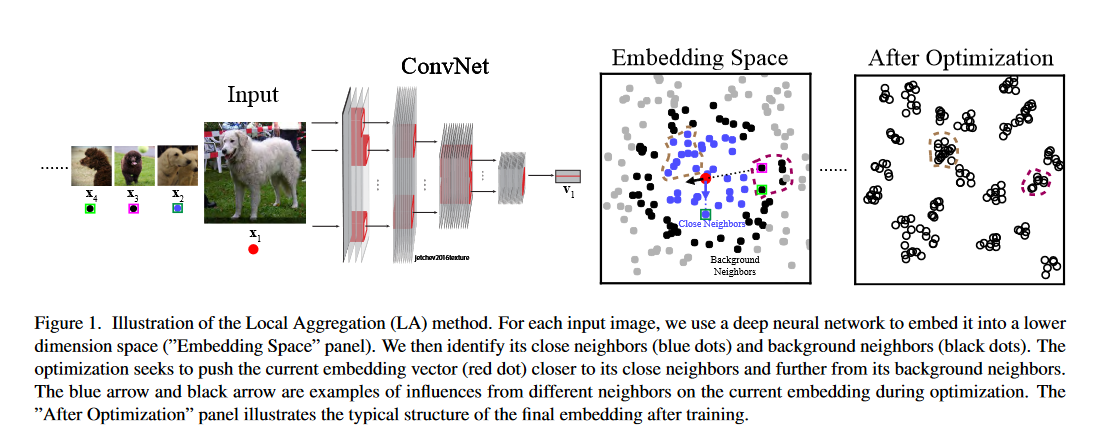 Embedding Space
After Optimization
ConvNet
Input
......
......
x4
x3
x2
x1
v1
jetchev2016texture
Close Neighbors
Background
Neighbors
Figure 1. Illustration of the Local Aggregation (LA) method. For each input image, we use a deep neural network to embed it into a lower
dimension space (”Embedding Space” panel). We then identify its close neighbors (blue dots) and background neighbors (black dots). The
optimization seeks to push the current embedding vector (red dot) closer to its close neighbors and further from its background neighbors.
The blue arrow and black arrow are examples of influences from different neighbors on the current embedding during optimization. The
”After Optimization” panel illustrates the typical structure of the final embedding after training.